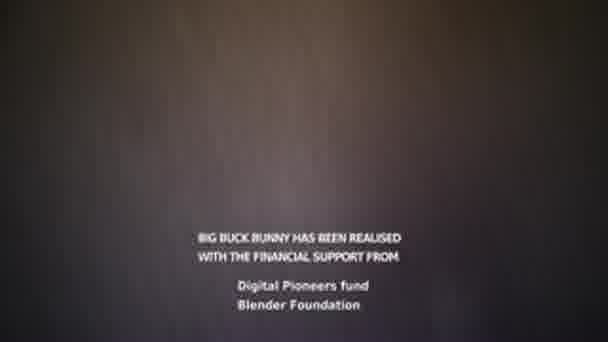 BIG BUCK BUNNY HAS BEEN REALISED
WITH THE FINANCIAL SUPPORT FROM
Digital Pioneers fund
Blender Foundation